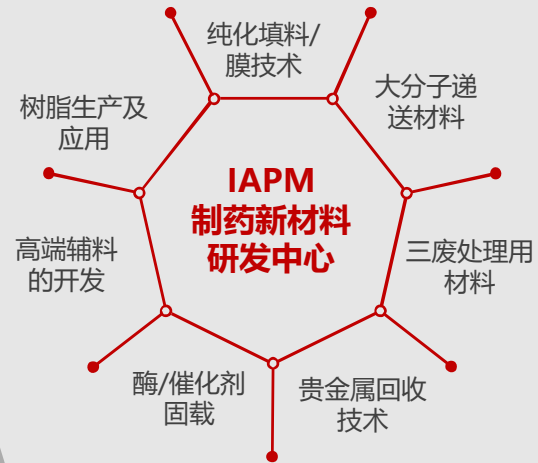 纯化填料/
膜技术
大分子递
送材料
树脂生产及
应用
IAPM
制药新材料
研发中心
高端辅料
的开发
三废处理用
材料
酶/催化剂
固载
贵金属回收
技术